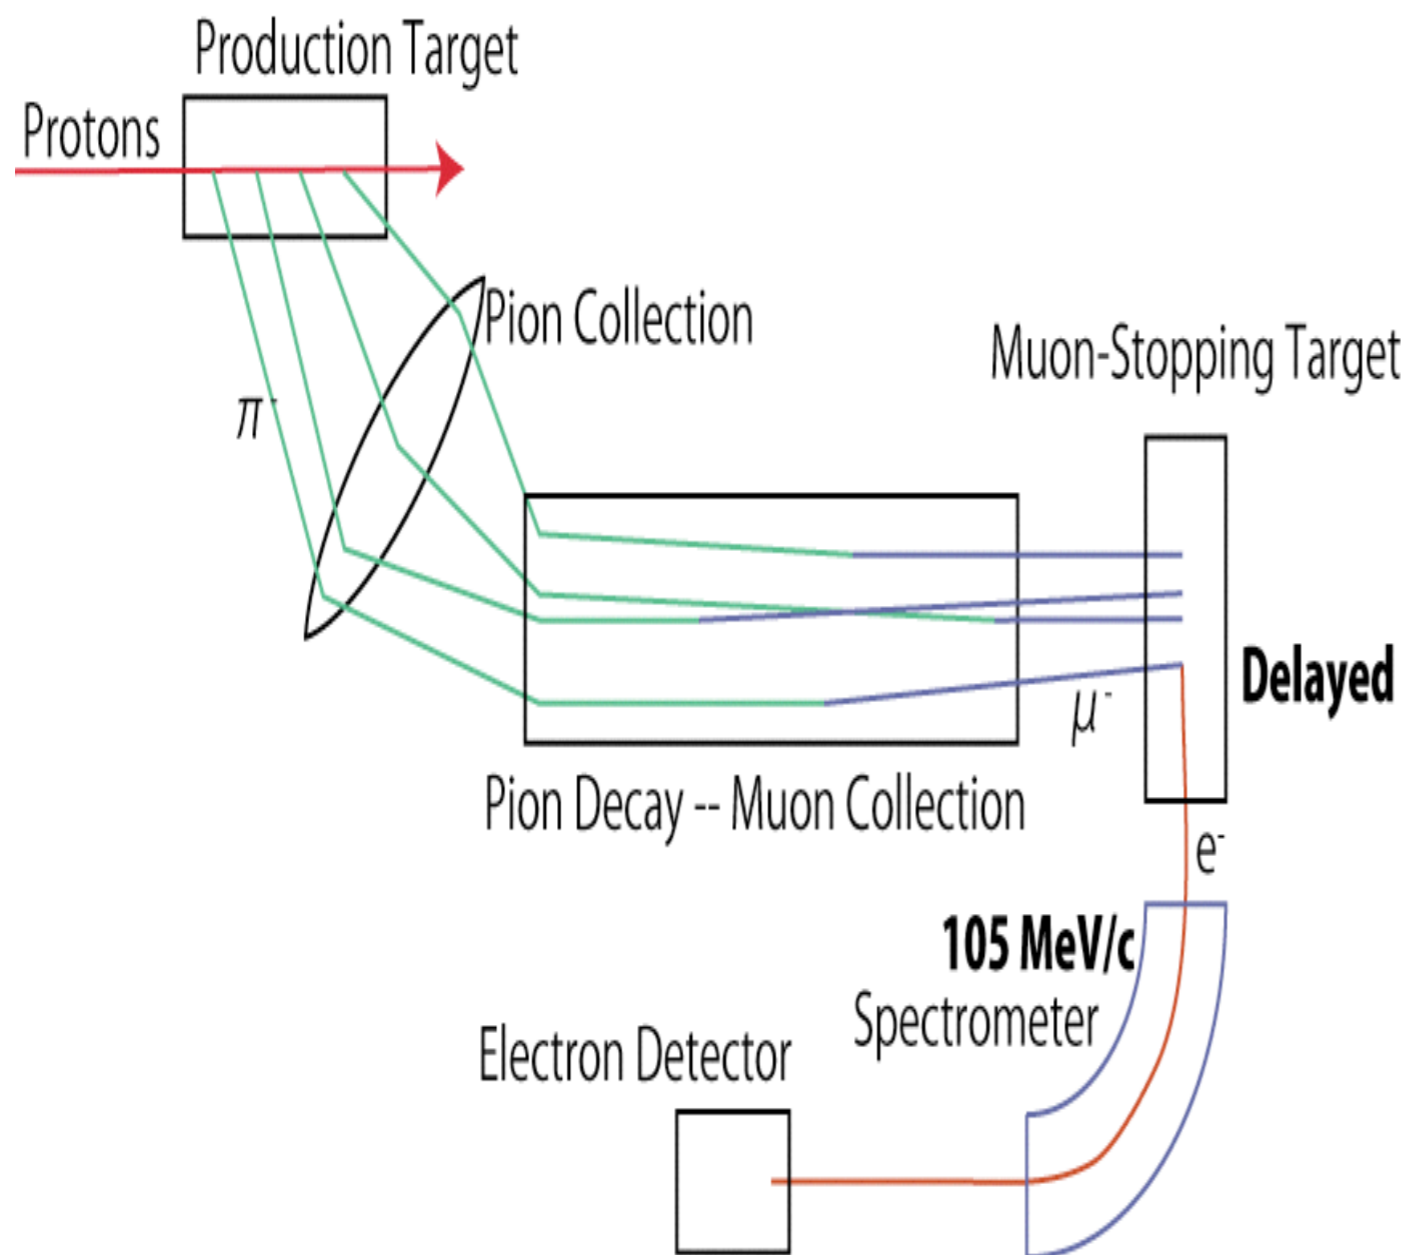 Production Target
Protons
Pion Collection
Muon-Stopping Target
π-
Delayed
μ-
Pion Decay -- Muon Collection
e-
105 MeV/c
Spectrometer
Electron Detector